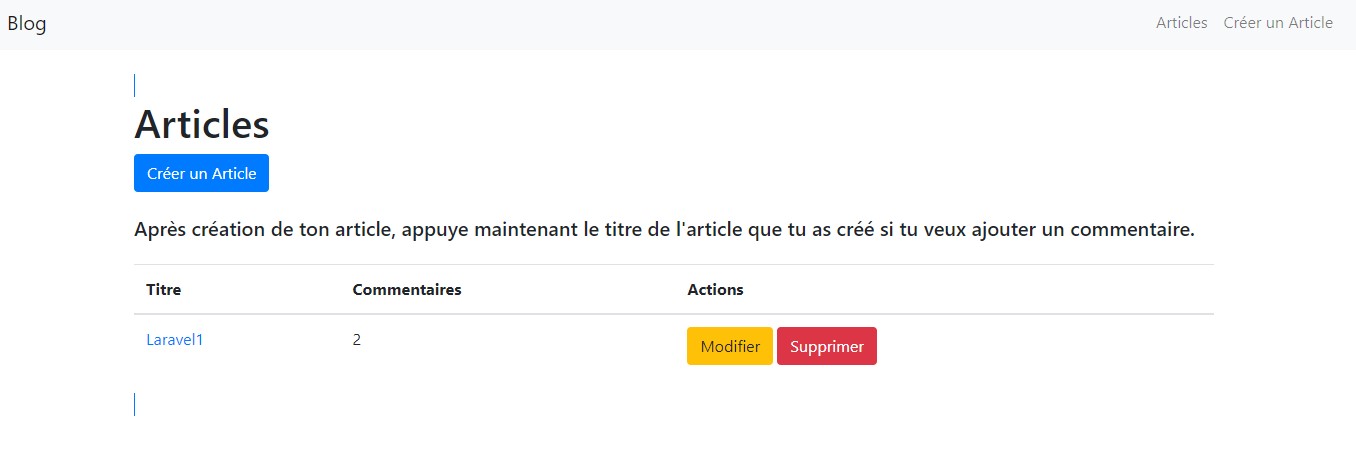 Blog Articles Créer un Article
Articles
Créer un Article
Après création de ton article, appuye maintenant le titre de l'article que tu as créé si tu veux ajouter un commentaire.
Titre Commentaires Actions
Laravel1 2 Modifier Supprimer